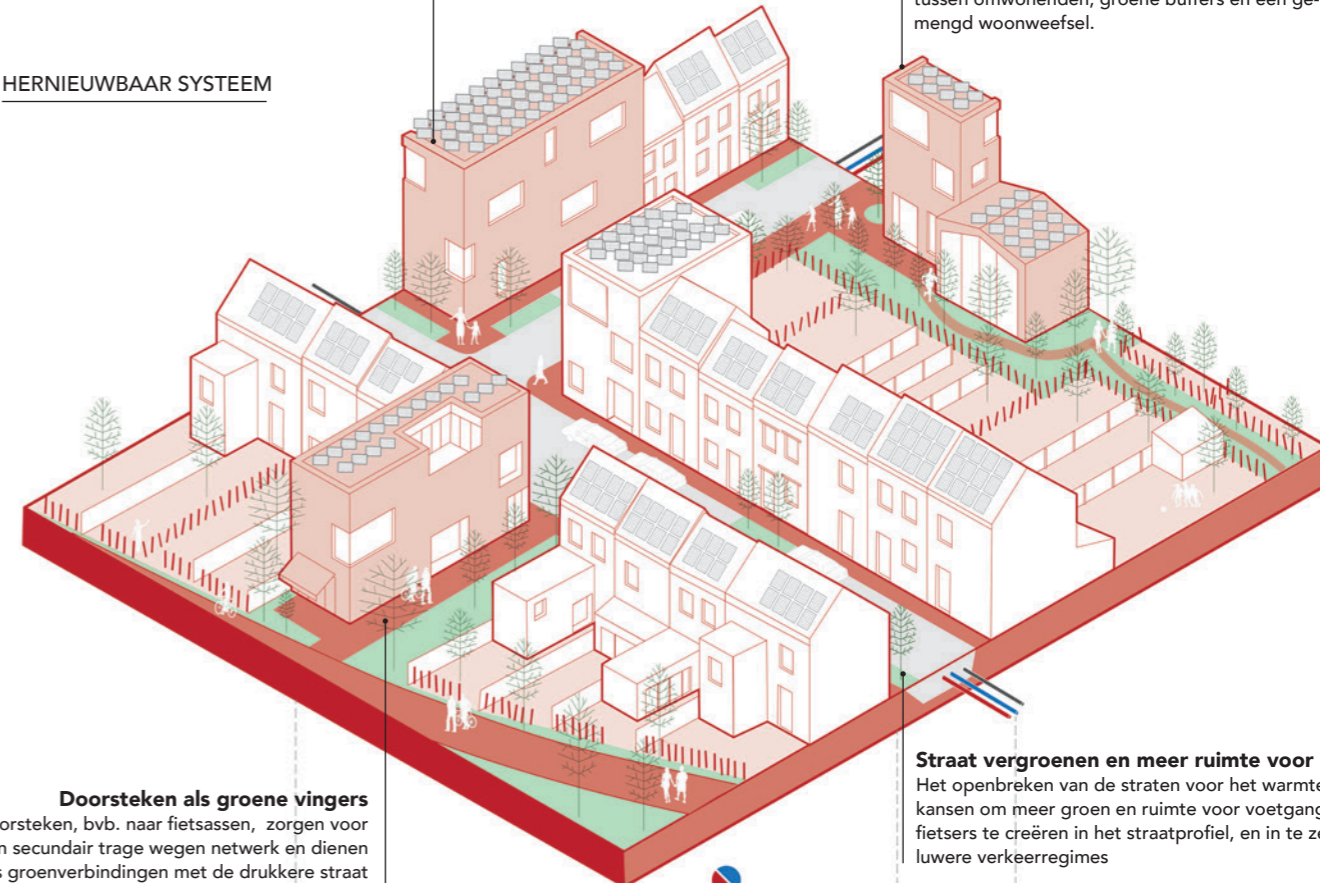 tussen omwonenden, groene buffers en een ge-
mengd woonweefsel.
HERNIEUWBAAR SYSTEEM
Doorsteken als groene vingers
orsteken, bvb. naar fietsassen, zorgen voor
n secundair trage wegen netwerk en dienen
s groenverbindingen met de drukkere straat
Straat vergroenen en meer ruimte voor
Het openbreken van de straten voor het warmte
kansen om meer groen en ruimte voor voetgang
fietsers te creëren in het straatprofiel, en in te ze
luwere verkeerregimes